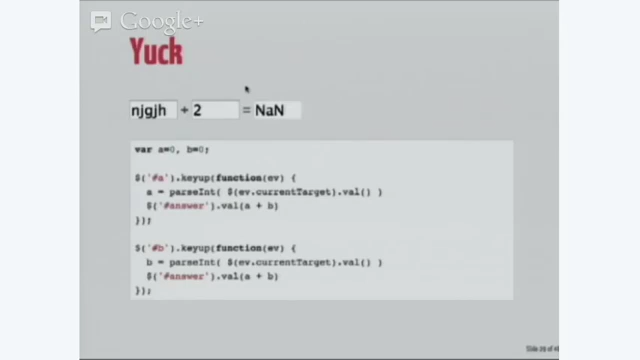 Google+
Yuck
njgjh + 2 = NaN
var a=0, b=0;
$('#a').keyup(function(ev) {
a = parseInt( $(ev.currentTarget).val() )
$('#answer').val(a + b)
});
$('#b').keyup(function(ev) {
b = parseInt( $(ev.currentTarget).val() )
$('#answer').val(a + b)
});